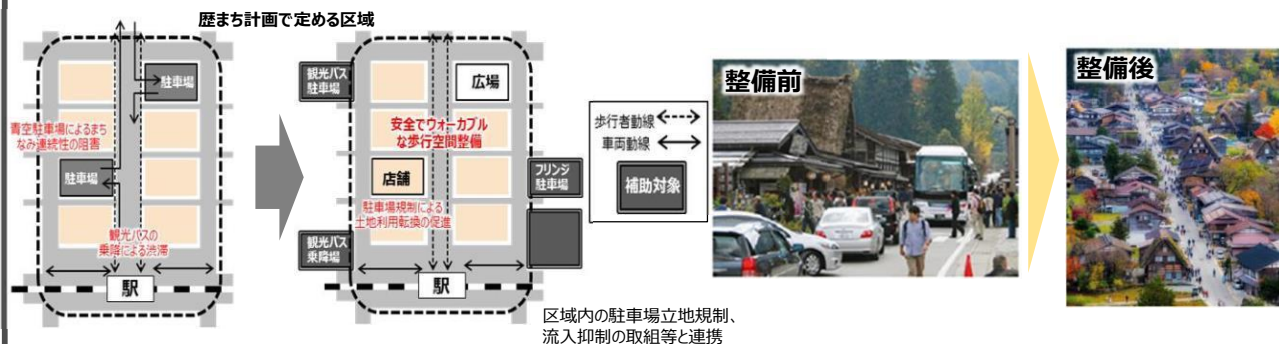 歴まち計画で定める区域
駐車場
青空駐車場によるまち
なみ連続性の阻害
駐車場
観光バスの
乗降による渋滞
駅
観光バス
駐車場
広場
安全でウォーカブル
な歩行空間整備
店舗
フリンジ
駐車場
駐車場規制による
土地利用転換の促進
観光バス
乗降場
駅
歩行者動線
車両動線
補助対象
区域内の駐車場立地規制、
流入抑制の取組等と連携
整備前
整備後